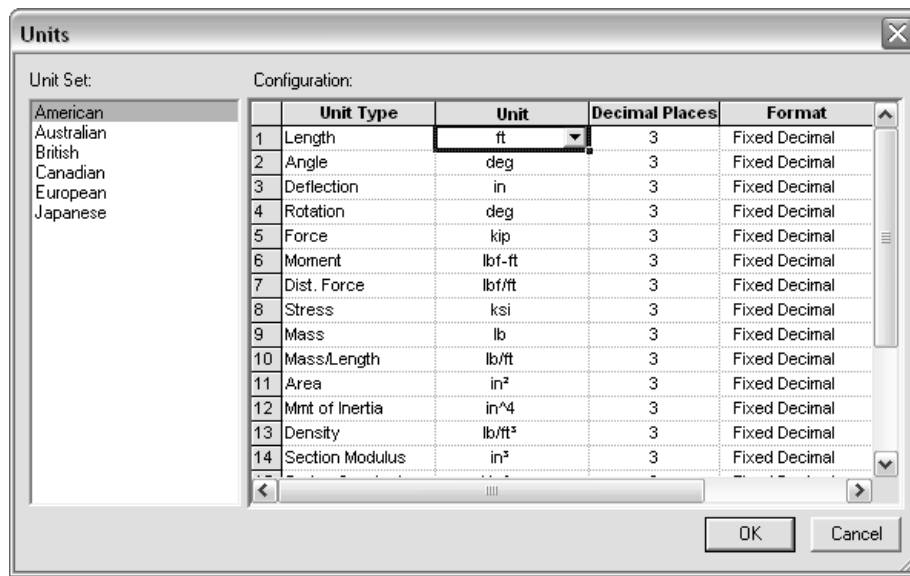 Units
Unit Set: Configuration:
American
Australian
British
Canadian
European
Japanese
Unit Type Unit Decimal Places Format
1 Length ft 3 Fixed Decimal
2 Angle deg 3 Fixed Decimal
3 Deflection in 3 Fixed Decimal
4 Rotation deg 3 Fixed Decimal
5 Force kip 3 Fixed Decimal
6 Moment lbf-ft 3 Fixed Decimal
7 Dist. Force lbf/ft 3 Fixed Decimal
8 Stress ksi 3 Fixed Decimal
9 Mass lb 3 Fixed Decimal
10 Mass/Length lb/ft 3 Fixed Decimal
11 Area in² 3 Fixed Decimal
12 Mmt of Inertia in^4 3 Fixed Decimal
13 Density lb/ft³ 3 Fixed Decimal
14 Section Modulus in³ 3 Fixed Decimal
OK Cancel